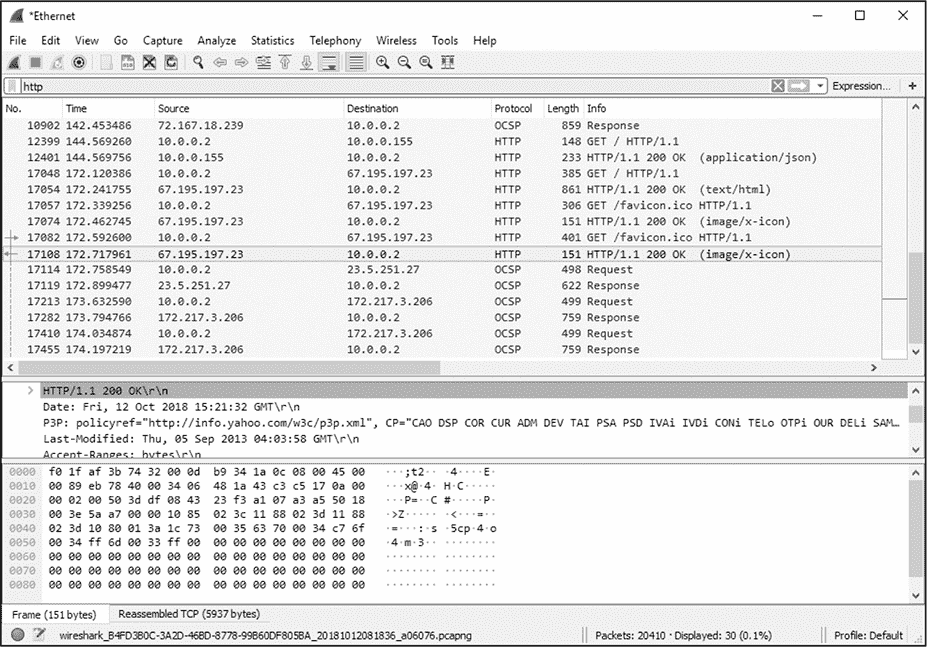 *Ethernet
File Edit View Go Capture Analyze Statistics Telephony Wireless Tools Help
http Expression... +
No. Time Source Destination Protocol Length Info
10902 142.453486 72.167.18.239 10.0.0.2 OCSP 859 Response
12399 144.569260 10.0.0.2 10.0.0.155 HTTP 148 GET / HTTP/1.1
12401 144.569756 10.0.0.155 10.0.0.2 HTTP 233 HTTP/1.1 200 OK (application/json)
17048 172.120386 10.0.0.2 67.195.197.23 HTTP 385 GET / HTTP/1.1
17054 172.241755 67.195.197.23 10.0.0.2 HTTP 861 HTTP/1.1 200 OK (text/html)
17057 172.339256 10.0.0.2 67.195.197.23 HTTP 306 GET /favicon.ico HTTP/1.1
17074 172.462745 67.195.197.23 10.0.0.2 HTTP 151 HTTP/1.1 200 OK (image/x-icon)
17082 172.592600 10.0.0.2 67.195.197.23 HTTP 401 GET /favicon.ico HTTP/1.1
17108 172.717961 67.195.197.23 10.0.0.2 HTTP 151 HTTP/1.1 200 OK (image/x-icon)
17114 172.758549 10.0.0.2 23.5.251.27 OCSP 498 Request
17119 172.899477 23.5.251.27 10.0.0.2 OCSP 622 Response
17213 173.632590 10.0.0.2 172.217.3.206 OCSP 499 Request
17282 173.794766 172.217.3.206 10.0.0.2 OCSP 759 Response
17410 174.034874 10.0.0.2 172.217.3.206 OCSP 499 Request
17455 174.197219 172.217.3.206 10.0.0.2 OCSP 759 Response
HTTP/1.1 200 OK\r\n
Date: Fri, 12 Oct 2018 15:21:32 GMT\r\n
P3P: policyref="http://info.yahoo.com/w3c/p3p.xml", CP="CAO DSP COR CUR ADM DEV TAI PSA PSD IVAi IVDi CONi TELo OTPi OUR DELi SAM…
Last-Modified: Thu, 05 Sep 2013 04:03:58 GMT\r\n
Accept-Ranges: bytes\r\n
0000 f0 1f af 3b 74 32 00 0d b9 34 1a 0c 08 00 45 00 ···;t2 ·4····E·
0010 00 89 eb 78 40 00 34 06 48 1a 43 c3 c5 17 0a 00 ···x@·4· H·C·····
0020 00 02 00 50 3d df 08 43 23 f3 a1 07 a3 a5 50 18 ···P=··C #·····P·
0030 00 3e 5a a7 00 00 10 85 02 3c 11 88 02 3d 11 88 ·>Z····· ·<···=··
0040 02 3d 10 80 01 3a 1c 73 00 35 63 70 00 34 c7 6f ·=···:·s ·5cp·4·o
0050 00 34 ff 6d 00 33 ff 00 00 00 00 00 00 00 00 00 ·4·m·3·· ········
0060 00 00 00 00 00 00 00 00 00 00 00 00 00 00 00 00 ········ ········
0070 00 00 00 00 00 00 00 00 00 00 00 00 00 00 00 00 ········ ········
0080 00 00 00 00 00 00 00 00 00 00 00 00 00 00 00 00 ········ ········
Frame (151 bytes) Reassembled TCP (5937 bytes)
wireshark_B4FD3B0C-3A2D-46BD-8778-99B60DF805BA_20181012081836_a06076.pcapng Packets: 20410 · Displayed: 30 (0.1%) Profile: Default